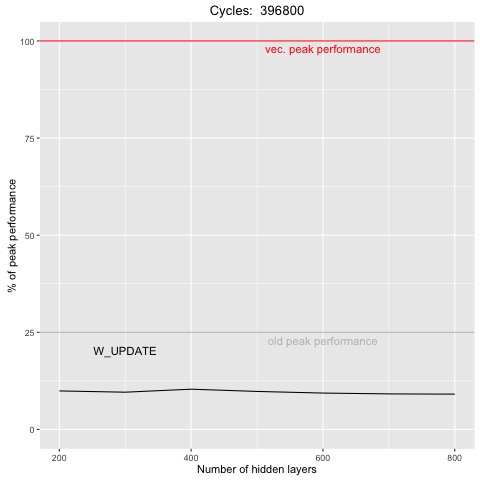 Cycles: 396800
100
vec. peak performance
75
% of peak performance
50
25
old peak performance
W_UPDATE
0
200 400 600 800
Number of hidden layers